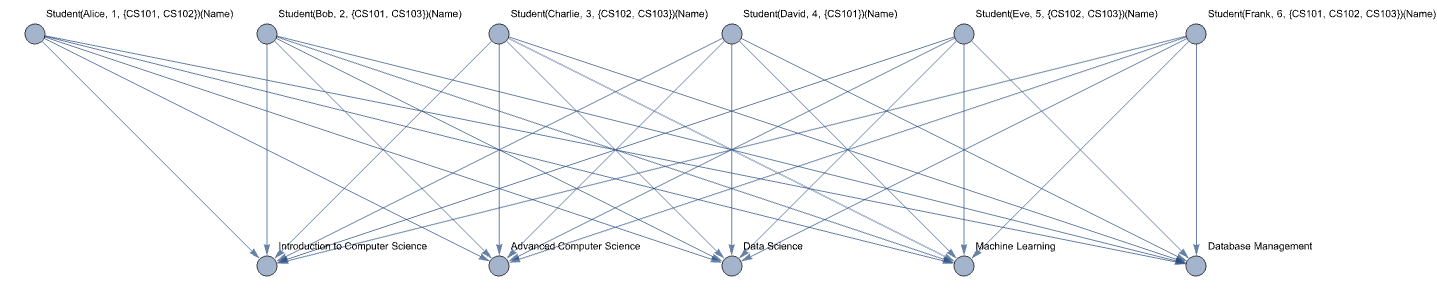 Student(Alice, 1, {CS101, CS102})(Name)
Student(Bob, 2, {CS101, CS103})(Name)
Student(Charlie, 3, {CS102, CS103})(Name)
Student(David, 4, {CS101})(Name)
Student(Eve, 5, {CS102, CS103})(Name)
Student(Frank, 6, {CS101, CS102, CS103})(Name)
Introduction to Computer Science
Advanced Computer Science
Data Science
Machine Learning
Database Management